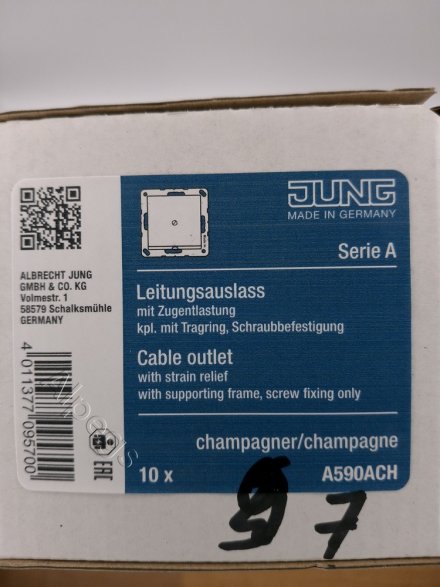 JUNG
MADE IN GERMANY
Serie A
ALBRECHT JUNG
GMBH & CO. KG
Volmestr. 1
58579 Schalksmühle
GERMANY
Leitungsauslass
mit Zugentlastung
kpl. mit Tragring, Schraubbefestigung
Cable outlet
with strain relief
with supporting frame, screw fixing only
4 011377 095700
EAC
champagner/champagne
10 x
A590ACH
97